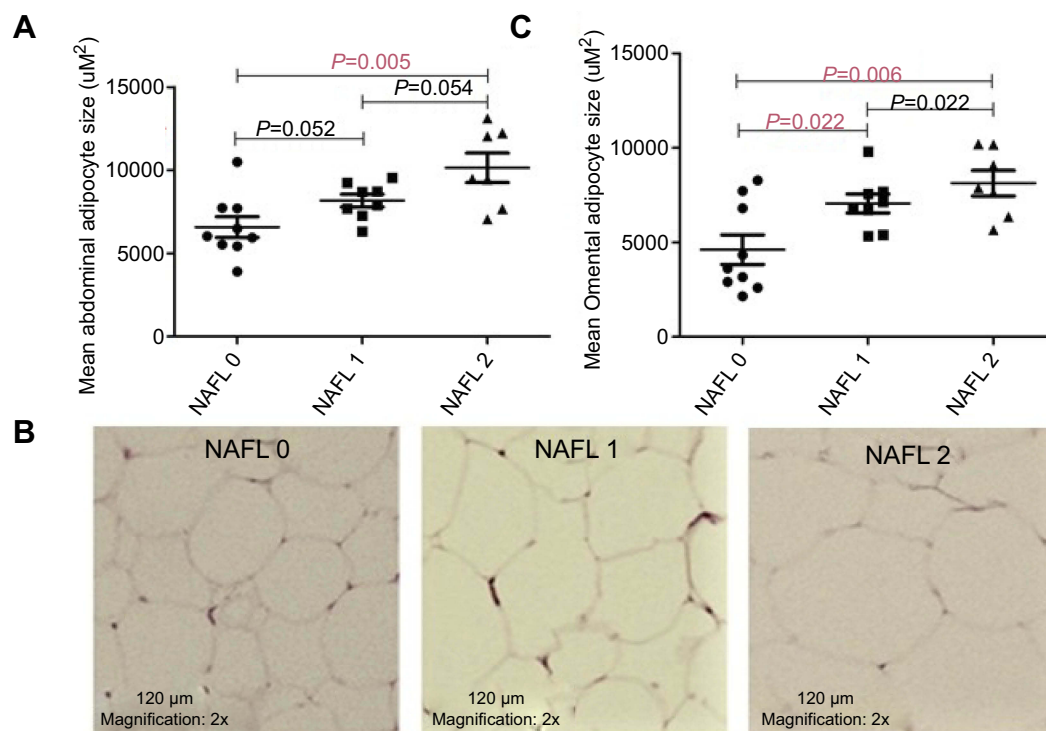 A
Mean abdominal adipocyte size (uM²)
15000
10000
5000
0
P=0.005
P=0.054
P=0.052
NAFL 0
NAFL 1
NAFL 2
C
Mean Omental adipocyte size (uM²)
15000
10000
5000
0
P=0.006
P=0.022
P=0.022
NAFL 0
NAFL 1
NAFL 2
B
NAFL 0
120 μm
Magnification: 2x
NAFL 1
120 μm
Magnification: 2x
NAFL 2
120 μm
Magnification: 2x